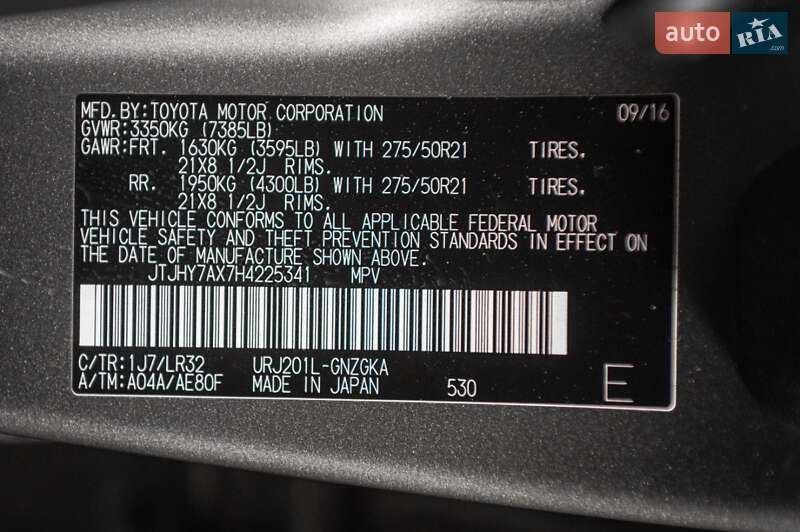 auto RIA.com
MFD.BY:TOYOTA MOTOR CORPORATION 09/16
GVWR:3350KG (7385LB)
GAWR:FRT. 1630KG (3595LB) WITH 275/50R21 TIRES,
21X8 1/2J RIMS.
RR. 1950KG (4300LB) WITH 275/50R21 TIRES,
21X8 1/2J RIMS.
THIS VEHICLE CONFORMS TO ALL APPLICABLE FEDERAL MOTOR
VEHICLE SAFETY AND THEFT PREVENTION STANDARDS IN EFFECT ON
THE DATE OF MANUFACTURE SHOWN ABOVE.
JTJHY7AX7H4225341 MPV
C/TR:1J7/LR32 URJ201L-GNZGKA
A/TM:A04A/AE80F MADE IN JAPAN 530 E